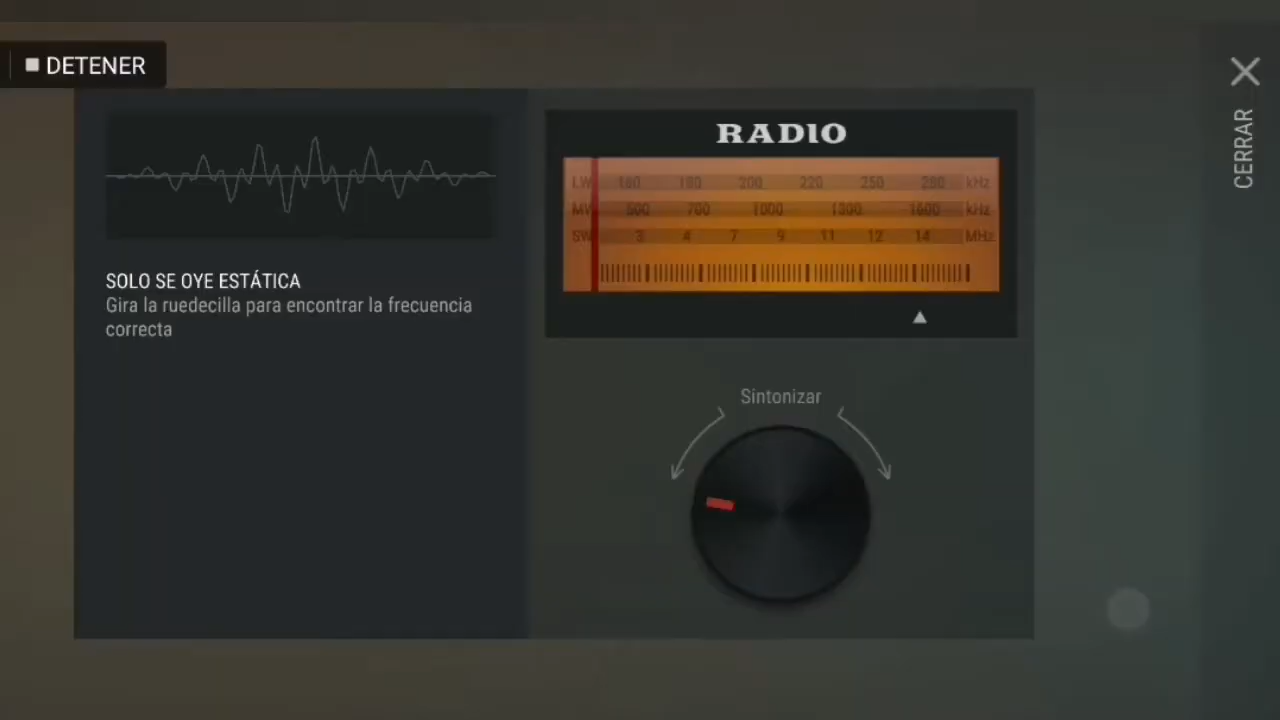 DETENER
CERRAR
RADIO
LW 160 190 200 220 250 280 kHz
MW 500 700 1000 1300 1600 kHz
SW 3 4 7 9 11 12 14 MHz
SOLO SE OYE ESTÁTICA
Gira la ruedecilla para encontrar la frecuencia
correcta
Sintonizar